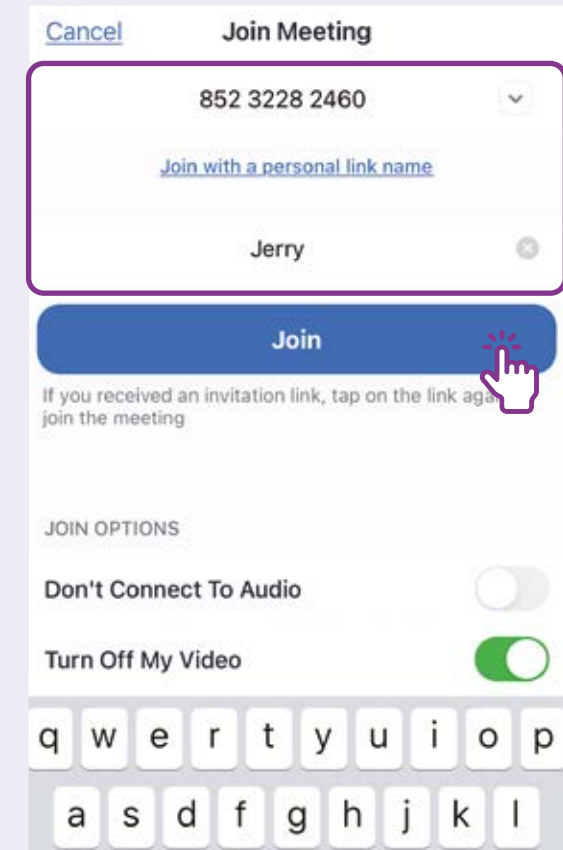 Cancel Join Meeting
852 3228 2460
Join with a personal link name
Jerry
Join
If you received an invitation link, tap on the link
join the meeting
JOIN OPTIONS
Don't Connect To Audio
Turn Off My Video
q w e r t y u i o p
a s d f g h j k l